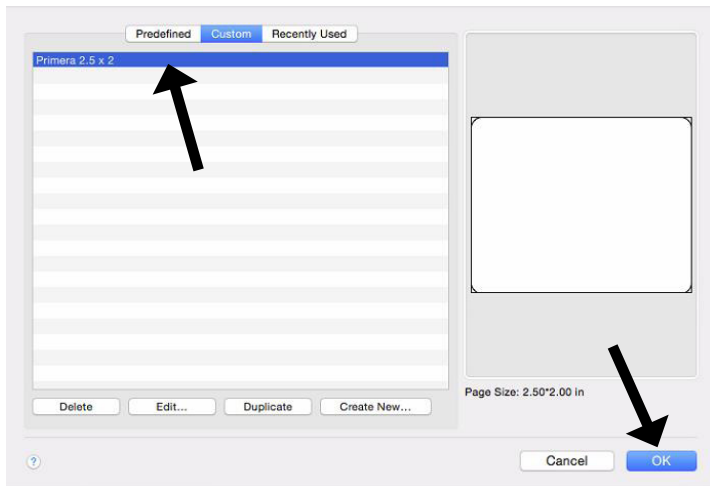 Predefined Custom Recently Used
Primera 2.5 x 2
Page Size: 2.50*2.00 in
Delete Edit... Duplicate Create New...
? Cancel OK